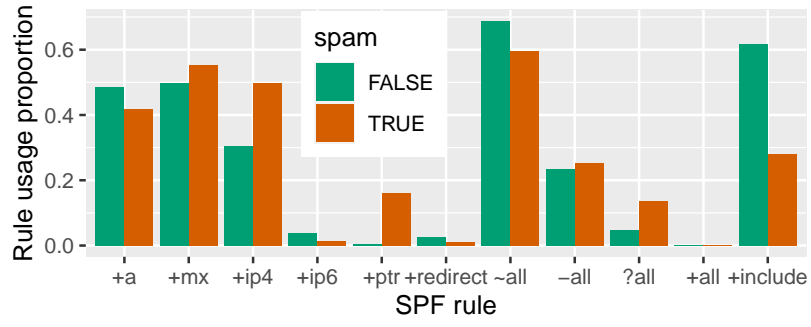 Rule usage proportion
0.6
0.4
0.2
0.0
spam
FALSE
TRUE
+a +mx +ip4 +ip6 +ptr +redirect ~all −all ?all +all +include
SPF rule